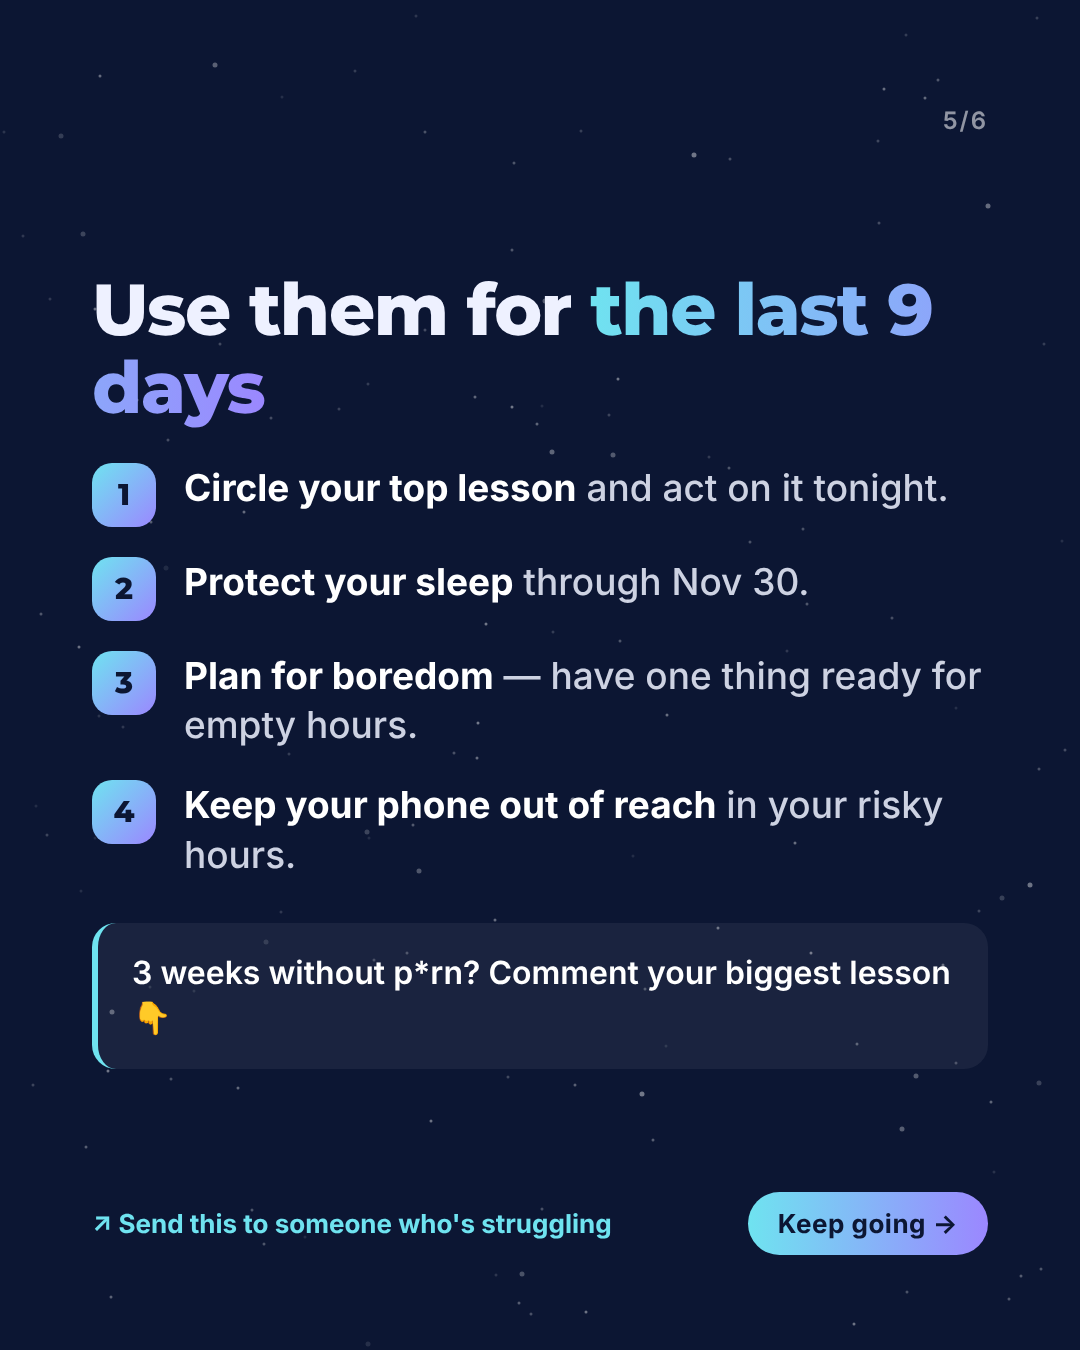 5/6
Use them for the last 9
days
1 Circle your top lesson and act on it tonight.
2 Protect your sleep through Nov 30.
3 Plan for boredom — have one thing ready for
empty hours.
4 Keep your phone out of reach in your risky
hours.
3 weeks without p*rn? Comment your biggest lesson
👇
↗ Send this to someone who's struggling
Keep going →